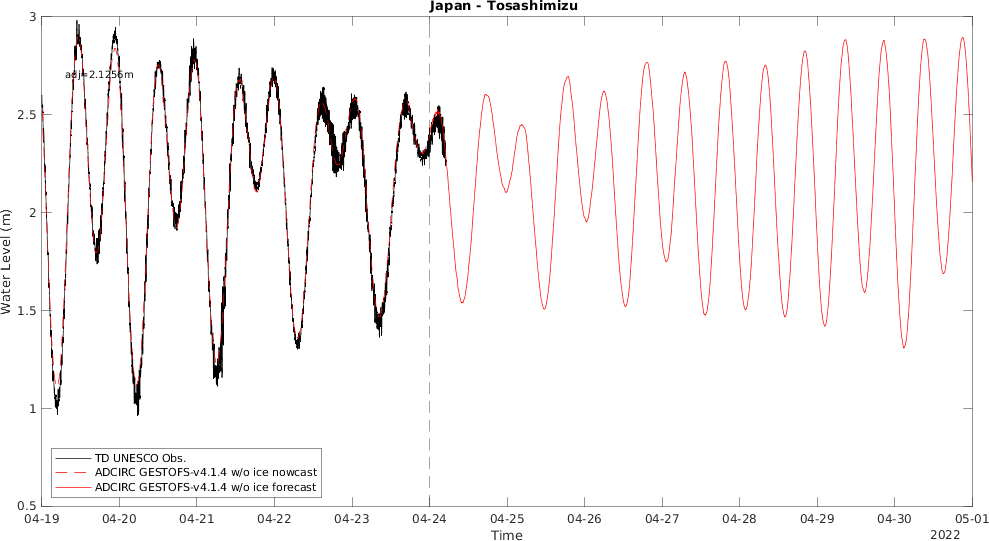 Japan - Tosashimizu
adj=2.1256m
Water Level (m)
3
2.5
2
1.5
1
0.5
TD UNESCO Obs.
ADCIRC GESTOFS-v4.1.4 w/o ice nowcast
ADCIRC GESTOFS-v4.1.4 w/o ice forecast
04-19 04-20 04-21 04-22 04-23 04-24 04-25 04-26 04-27 04-28 04-29 04-30 05-01
Time
2022